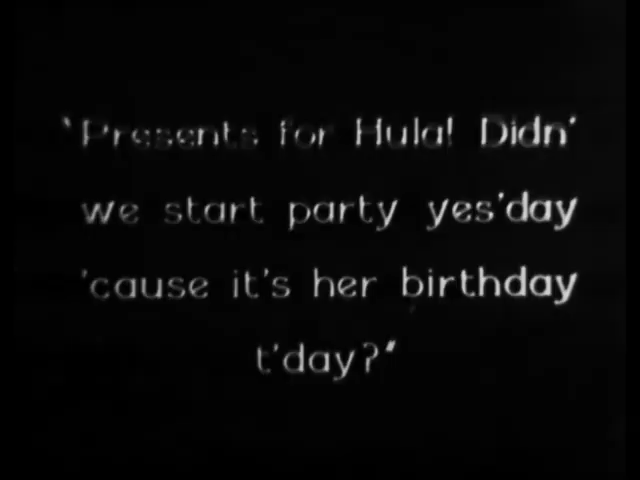 "Presents for Hula! Didn'
we start party yes'day
'cause it's her birthday
t'day?"